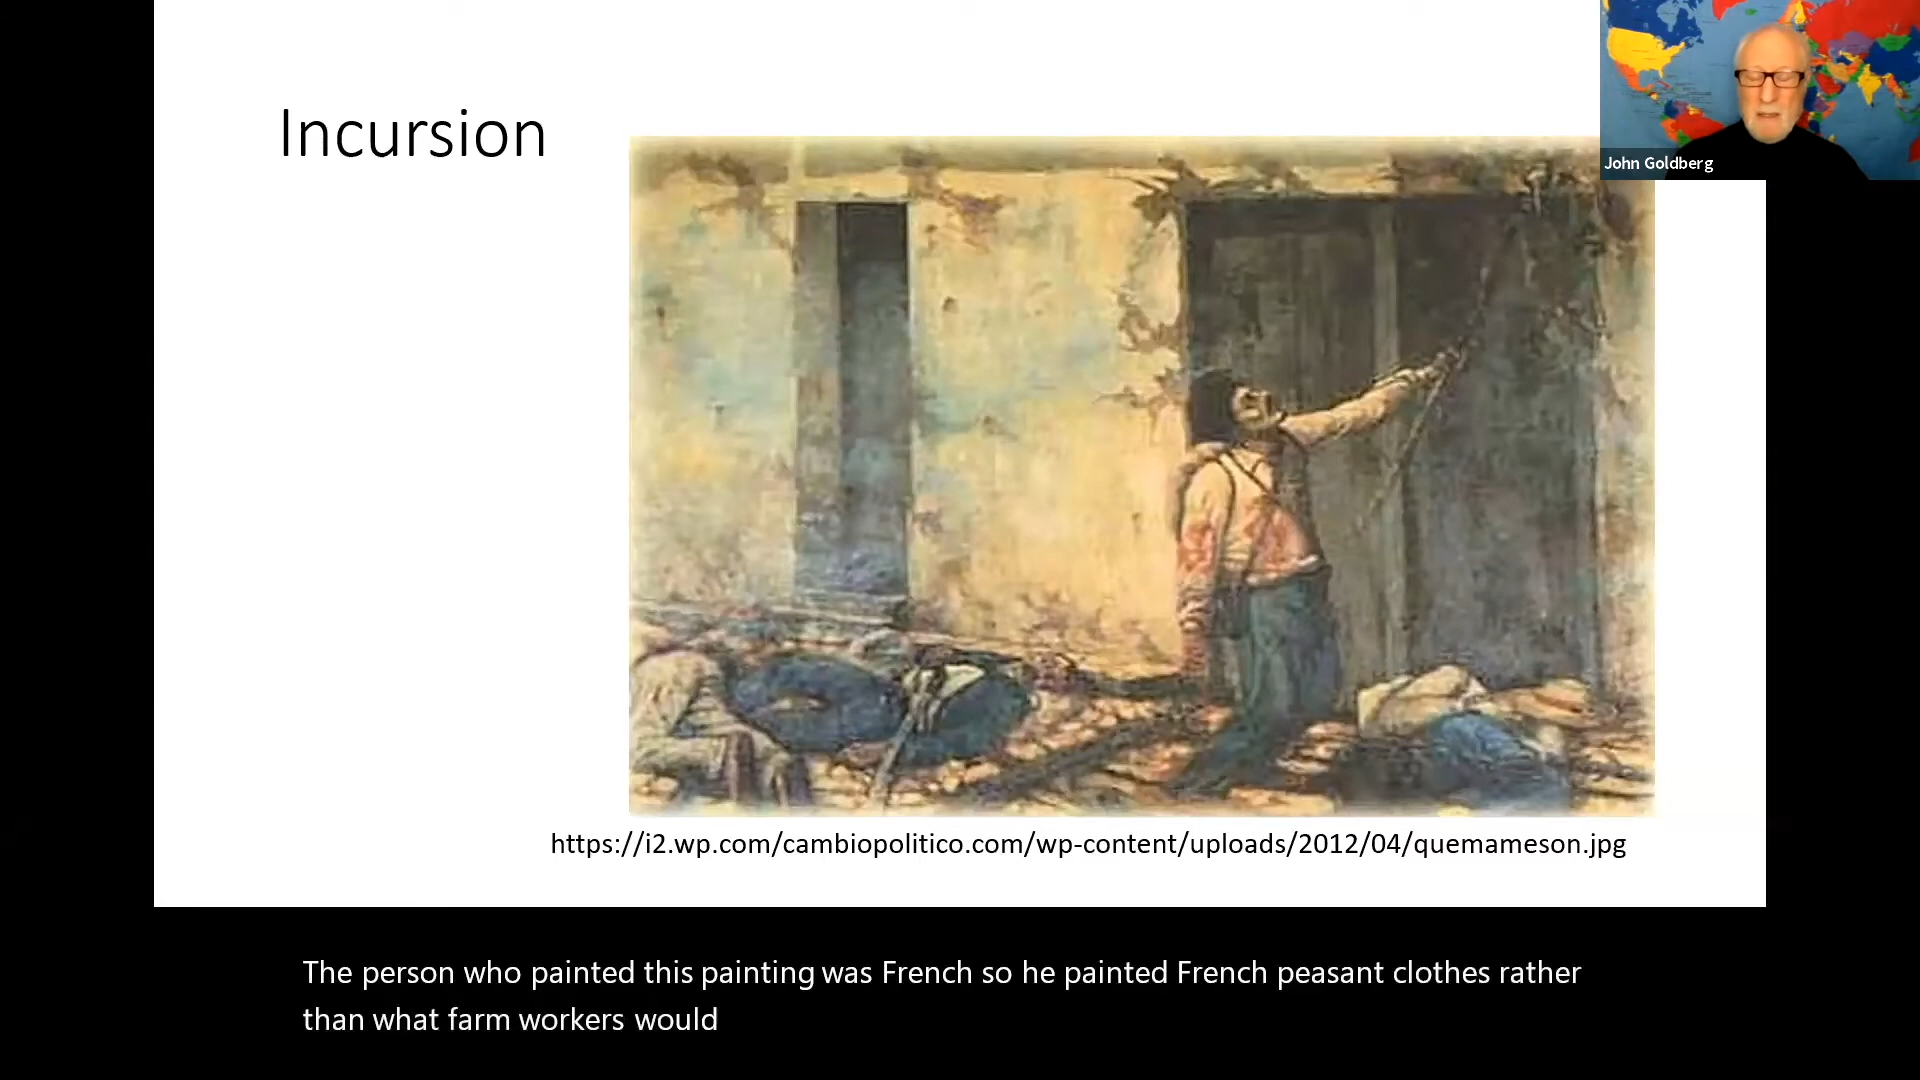 Incursion
John Goldberg
https://i2.wp.com/cambiopolitico.com/wp-content/uploads/2012/04/quemameson.jpg
The person who painted this painting was French so he painted French peasant clothes rather
than what farm workers would